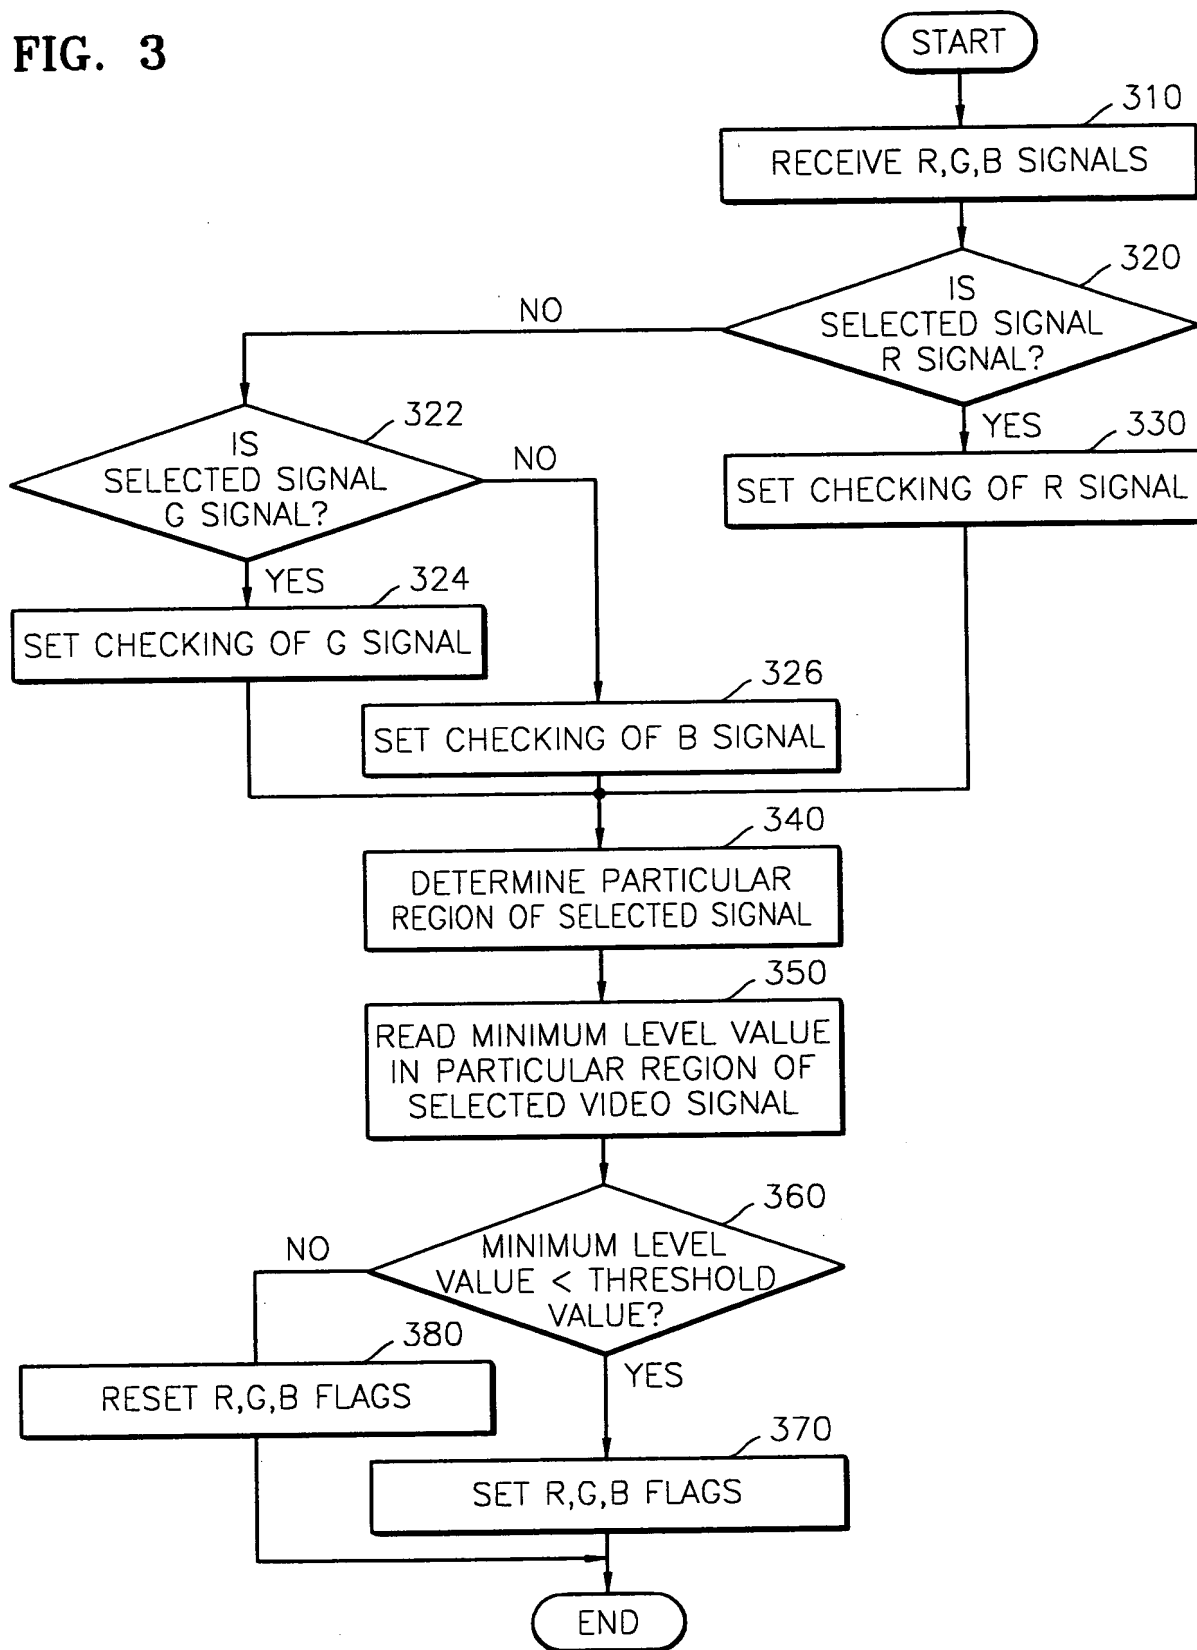 FIG. 3
START
310
RECEIVE R,G,B SIGNALS
320
IS
SELECTED SIGNAL
R SIGNAL?
NO
YES
322
IS
SELECTED SIGNAL
G SIGNAL?
NO
330
SET CHECKING OF R SIGNAL
YES
324
SET CHECKING OF G SIGNAL
326
SET CHECKING OF B SIGNAL
340
DETERMINE PARTICULAR
REGION OF SELECTED SIGNAL
350
READ MINIMUM LEVEL VALUE
IN PARTICULAR REGION OF
SELECTED VIDEO SIGNAL
360
MINIMUM LEVEL
VALUE < THRESHOLD
VALUE?
NO
YES
380
RESET R,G,B FLAGS
370
SET R,G,B FLAGS
END